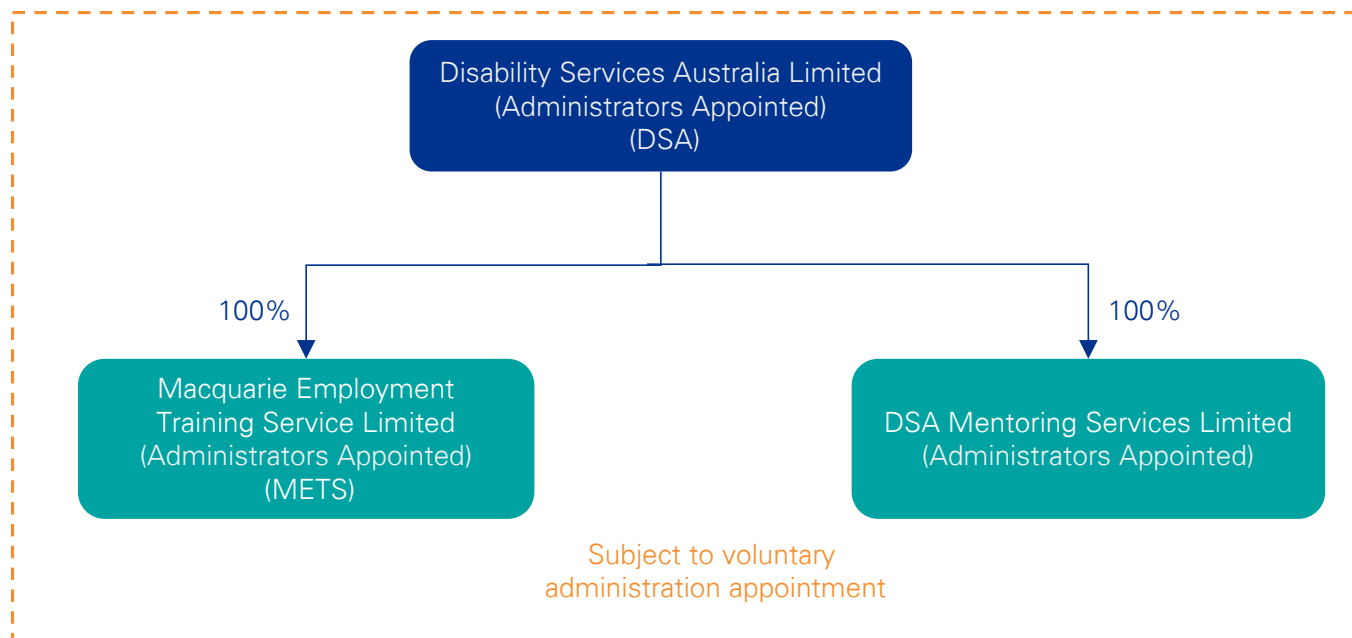 Disability Services Australia Limited
(Administrators Appointed)
(DSA)
100%
100%
Macquarie Employment
Training Service Limited
(Administrators Appointed)
(METS)
DSA Mentoring Services Limited
(Administrators Appointed)
Subject to voluntary
administration appointment